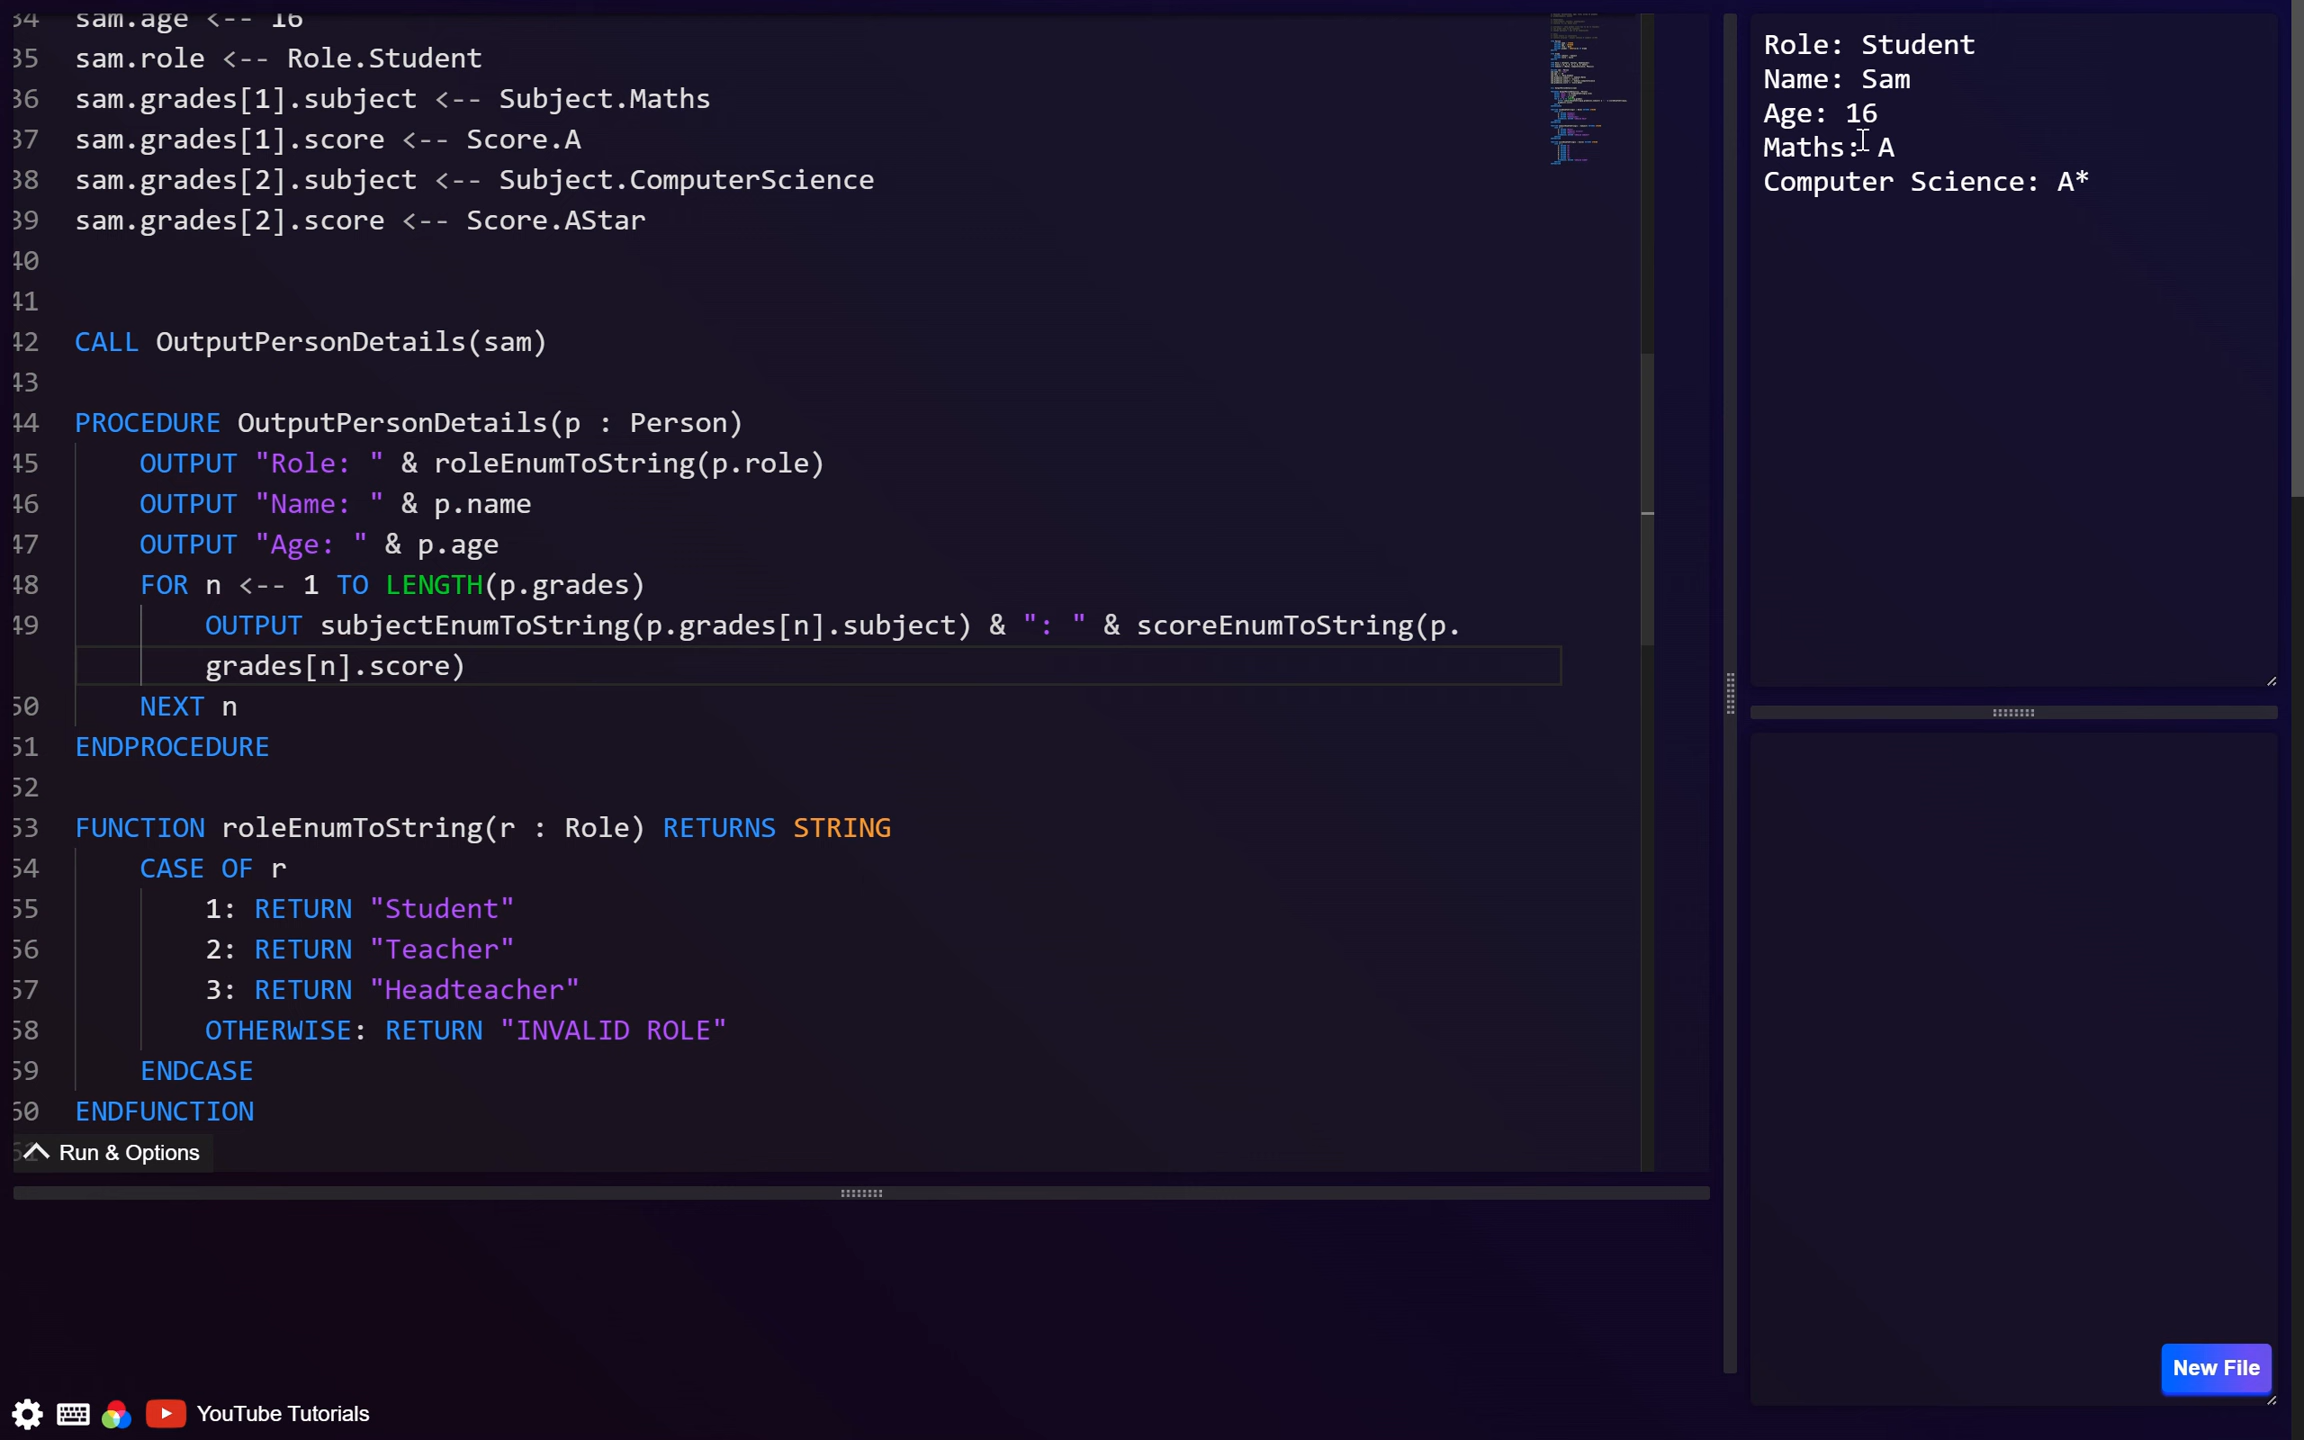 34 sam.age <-- 16
35 sam.role <-- Role.Student
36 sam.grades[1].subject <-- Subject.Maths
37 sam.grades[1].score <-- Score.A
38 sam.grades[2].subject <-- Subject.ComputerScience
39 sam.grades[2].score <-- Score.AStar
40
41
42 CALL OutputPersonDetails(sam)
43
44 PROCEDURE OutputPersonDetails(p : Person)
45 OUTPUT "Role: " & roleEnumToString(p.role)
46 OUTPUT "Name: " & p.name
47 OUTPUT "Age: " & p.age
48 FOR n <-- 1 TO LENGTH(p.grades)
49 OUTPUT subjectEnumToString(p.grades[n].subject) & ": " & scoreEnumToString(p.
grades[n].score)
50 NEXT n
51 ENDPROCEDURE
52
53 FUNCTION roleEnumToString(r : Role) RETURNS STRING
54 CASE OF r
55 1: RETURN "Student"
56 2: RETURN "Teacher"
57 3: RETURN "Headteacher"
58 OTHERWISE: RETURN "INVALID ROLE"
59 ENDCASE
60 ENDFUNCTION
61
Run & Options
Role: Student
Name: Sam
Age: 16
Maths: A
Computer Science: A*
New File
YouTube Tutorials